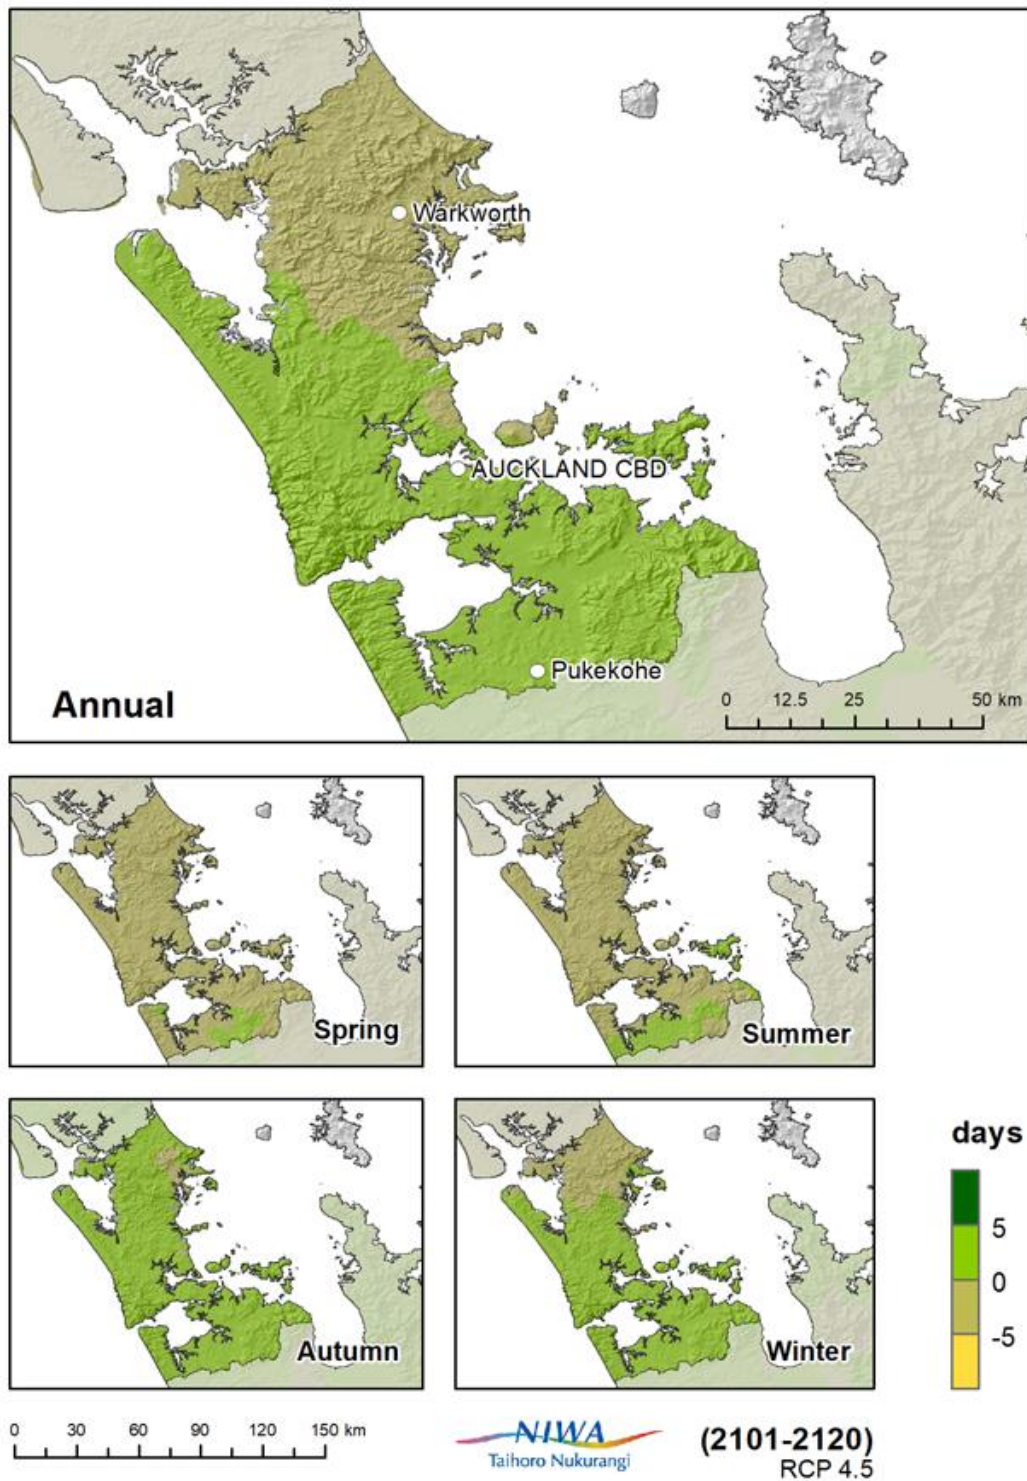 Warkworth
AUCKLAND CBD
Pukekohe
Annual
0 12.5 25 50 km
Spring
Summer
Autumn
Winter
days
5
0
-5
0 30 60 90 120 150 km
NIWA
Taihoro Nukurangi
(2101-2120)
RCP 4.5